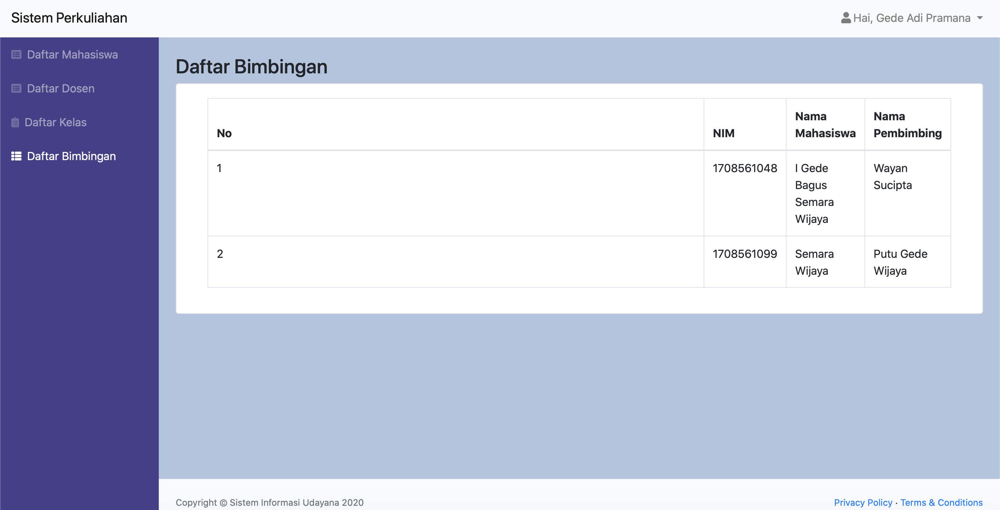 Sistem Perkuliahan
Hai, Gede Adi Pramana
Daftar Mahasiswa
Daftar Dosen
Daftar Kelas
Daftar Bimbingan
Daftar Bimbingan
No NIM Nama Mahasiswa Nama Pembimbing
1 1708561048 I Gede Bagus Semara Wijaya Wayan Sucipta
2 1708561099 Semara Wijaya Putu Gede Wijaya
Copyright © Sistem Informasi Udayana 2020
Privacy Policy · Terms & Conditions